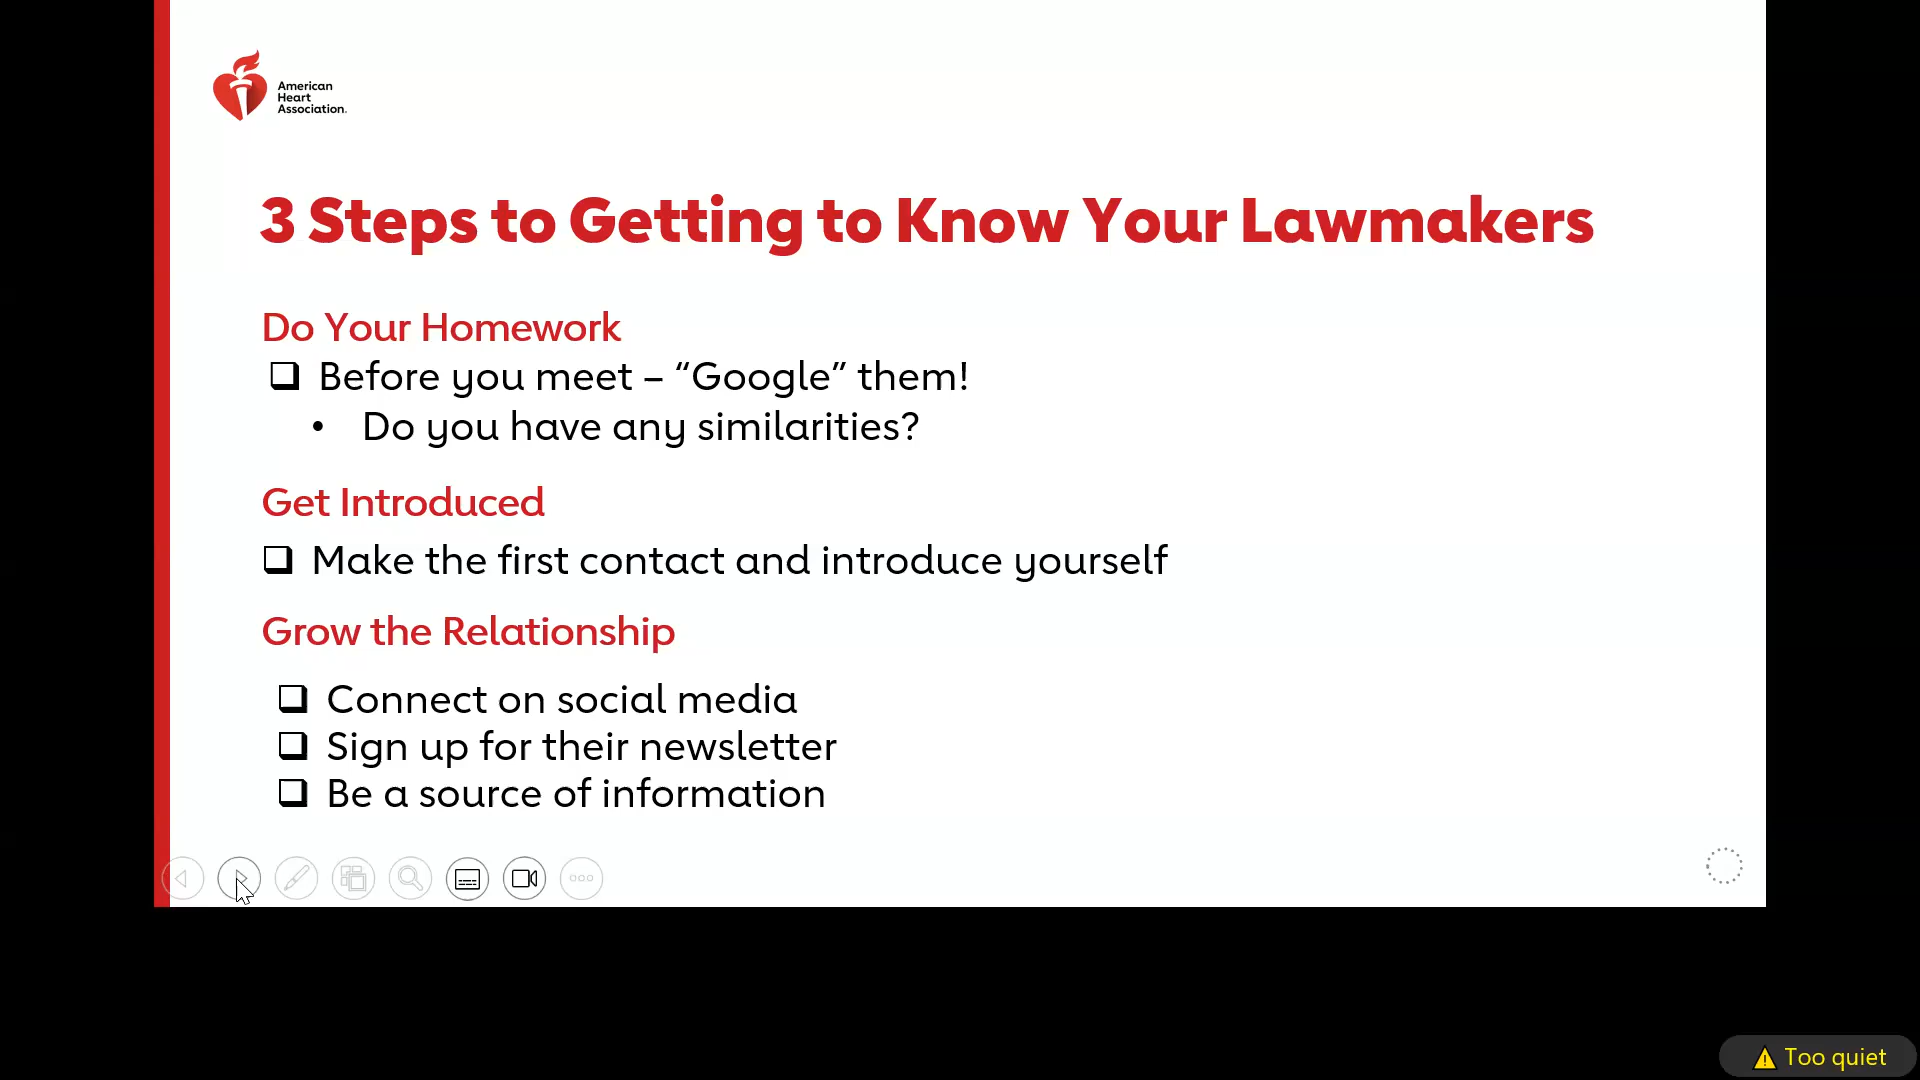 American
Heart
Association.
3 Steps to Getting to Know Your Lawmakers
Do Your Homework
❑ Before you meet – “Google” them!
• Do you have any similarities?
Get Introduced
❑ Make the first contact and introduce yourself
Grow the Relationship
❑ Connect on social media
❑ Sign up for their newsletter
❑ Be a source of information
Too quiet